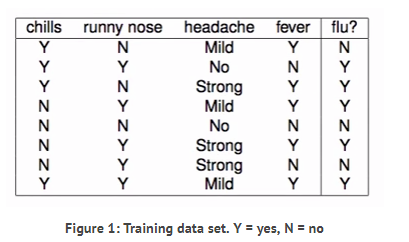 chills runny nose headache fever flu?
Y N Mild Y N
Y Y No N Y
Y N Strong Y Y
N Y Mild Y Y
N N No N N
N Y Strong Y Y
N Y Strong N N
Y Y Mild Y Y
Figure 1: Training data set. Y = yes, N = no